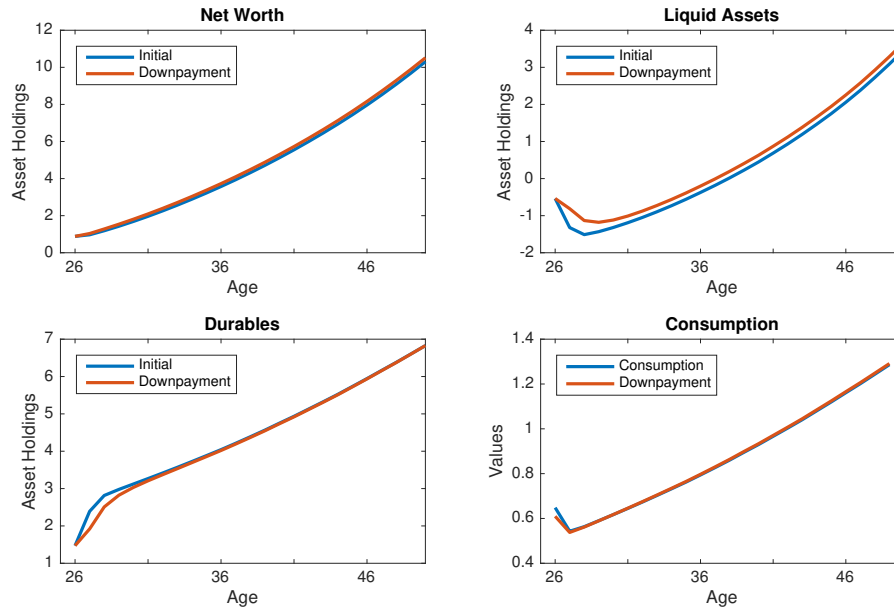 Net Worth
12
10
8
6
4
2
0
Asset Holdings
Initial
Downpayment
26
36
46
Age
Liquid Assets
4
3
2
1
0
-1
-2
Asset Holdings
Initial
Downpayment
26
36
46
Age
Durables
7
6
5
4
3
2
1
Asset Holdings
Initial
Downpayment
26
36
46
Age
Consumption
1.4
1.2
1
0.8
0.6
0.4
Values
Consumption
Downpayment
26
36
46
Age